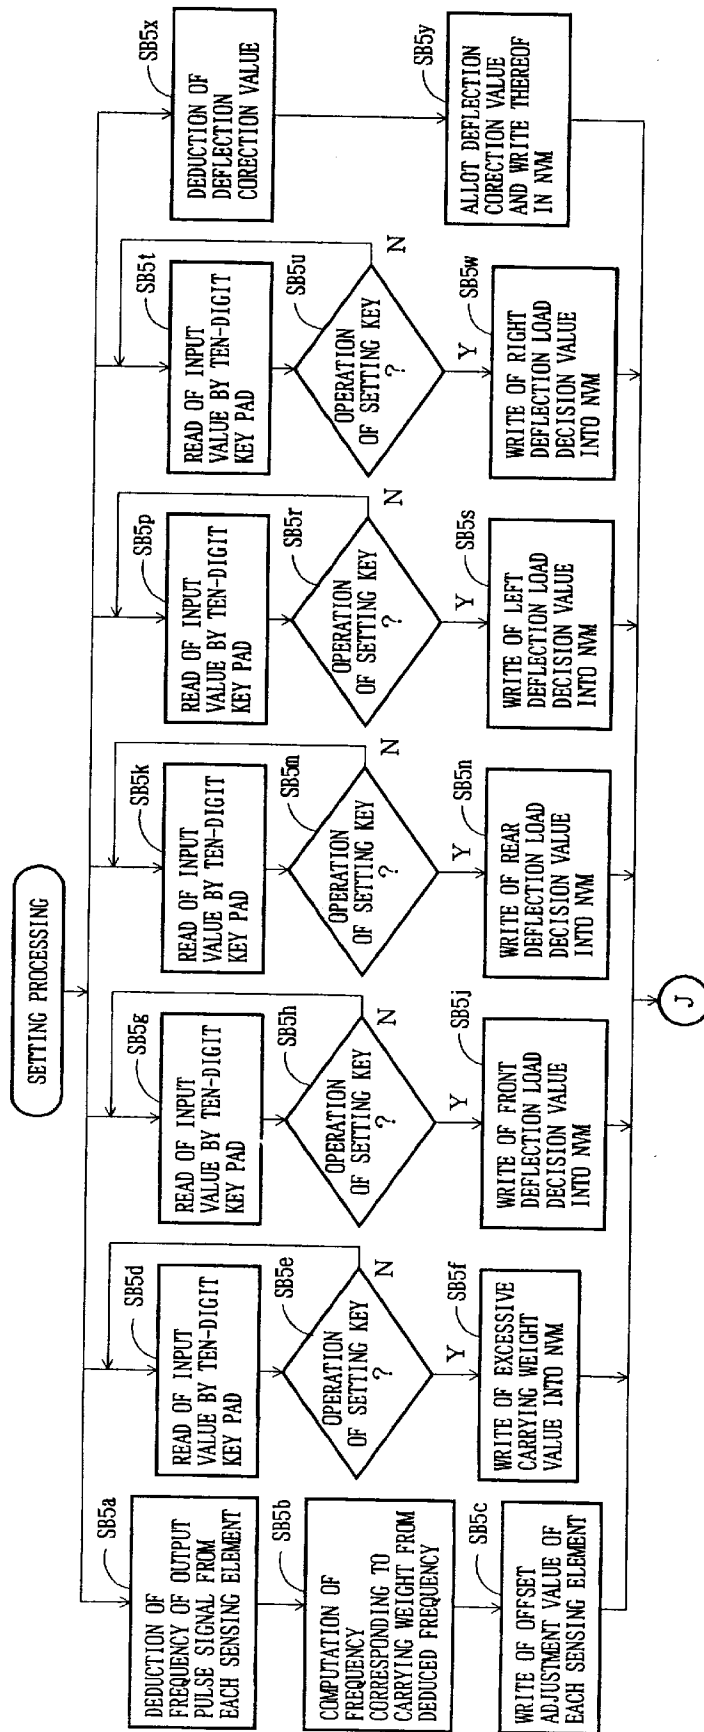 SETTING PROCESSING
SB5a
DEDUCTION OF
FREQUENCY OF OUTPUT
PULSE SIGNAL FROM
EACH SENSING ELEMENT
SB5b
COMPUTATION OF
FREQUENCY
CORRESPONDING TO
CARRYING WEIGHT FROM
DEDUCED FREQUENCY
SB5c
WRITE OF OFFSET
ADJUSTMENT VALUE OF
EACH SENSING ELEMENT
SB5d
READ OF INPUT
VALUE BY TEN-DIGIT
KEY PAD
SB5e
OPERATION
OF SETTING KEY
?
N
Y
SB5f
WRITE OF EXCESSIVE
CARRYING WEIGHT
VALUE INTO NVM
SB5g
READ OF INPUT
VALUE BY TEN-DIGIT
KEY PAD
SB5h
OPERATION
OF SETTING KEY
?
N
Y
SB5j
WRITE OF FRONT
DEFLECTION LOAD
DECISION VALUE
INTO NVM
SB5k
READ OF INPUT
VALUE BY TEN-DIGIT
KEY PAD
SB5m
OPERATION
OF SETTING KEY
?
N
Y
SB5n
WRITE OF REAR
DEFLECTION LOAD
DECISION VALUE
INTO NVM
SB5p
READ OF INPUT
VALUE BY TEN-DIGIT
KEY PAD
SB5r
OPERATION
OF SETTING KEY
?
N
Y
SB5s
WRITE OF LEFT
DEFLECTION LOAD
DECISION VALUE
INTO NVM
SB5t
READ OF INPUT
VALUE BY TEN-DIGIT
KEY PAD
SB5u
OPERATION
OF SETTING KEY
?
N
Y
SB5w
WRITE OF RIGHT
DEFLECTION LOAD
DECISION VALUE
INTO NVM
SB5x
DEDUCTION OF
DEFLECTION
CORECTION VALUE
SB5y
ALLOT DEFLECTION
CORECTION VALUE
AND WRITE THEREOF
IN NVM
J